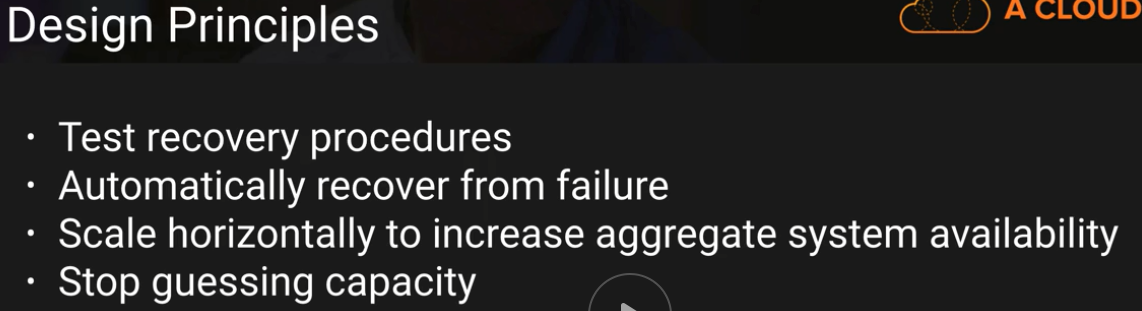 Design Principles
A CLOUD
· Test recovery procedures
· Automatically recover from failure
· Scale horizontally to increase aggregate system availability
· Stop guessing capacity